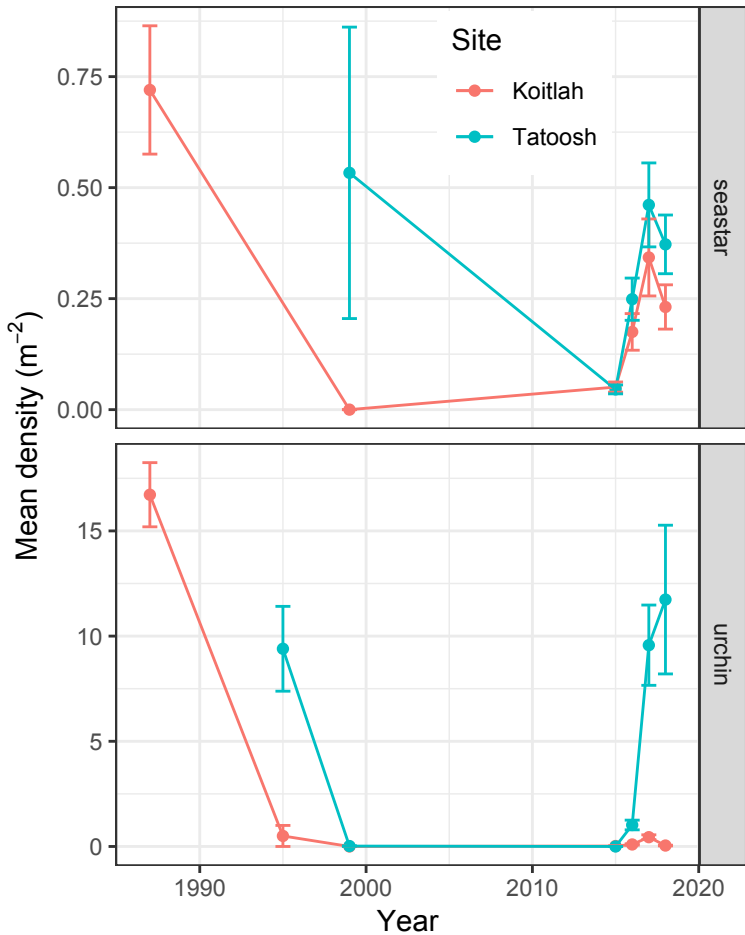 Site
Koitlah
Tatoosh
0.75
0.50
0.25
0.00
seastar
Mean density (m⁻²)
15
10
5
0
urchin
1990
2000
2010
2020
Year